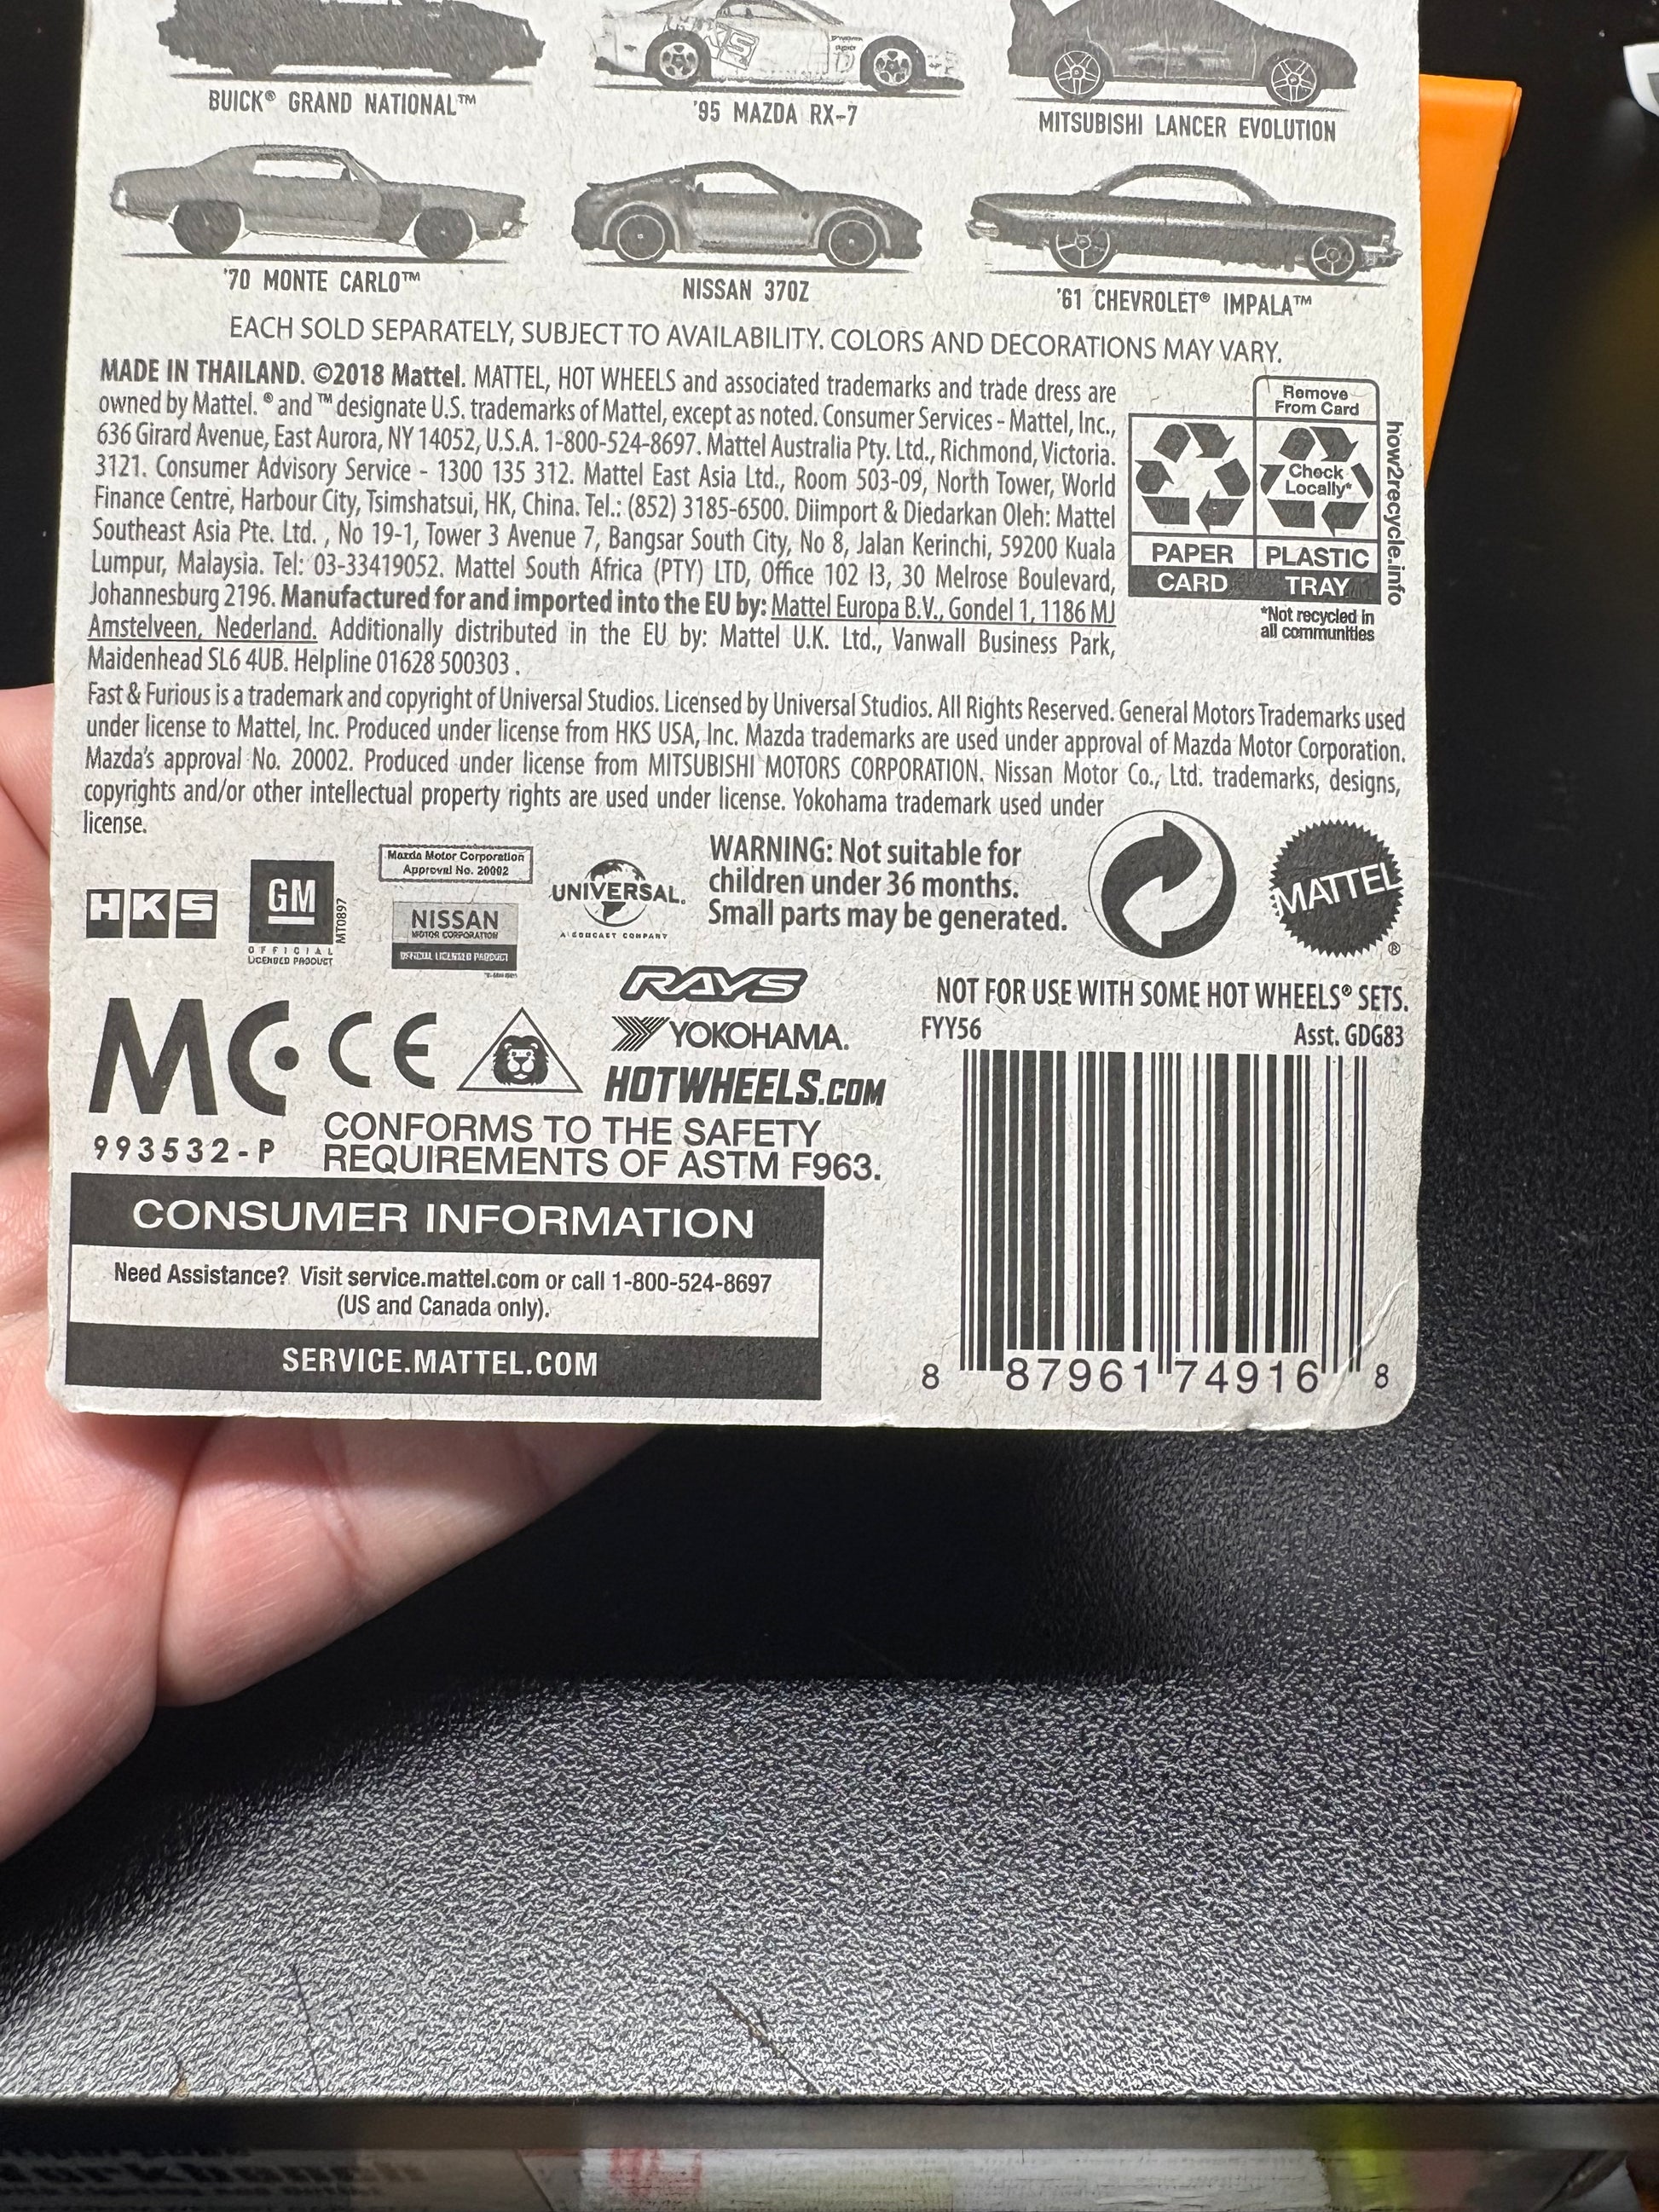 BUICK® GRAND NATIONAL™
'95 MAZDA RX-7
MITSUBISHI LANCER EVOLUTION
'70 MONTE CARLO™
NISSAN 370Z
'61 CHEVROLET® IMPALA™
EACH SOLD SEPARATELY, SUBJECT TO AVAILABILITY. COLORS AND DECORATIONS MAY VARY.
MADE IN THAILAND. ©2018 Mattel. MATTEL, HOT WHEELS and associated trademarks and trade dress are
owned by Mattel. ® and ™ designate U.S. trademarks of Mattel, except as noted. Consumer Services - Mattel, Inc.,
636 Girard Avenue, East Aurora, NY 14052, U.S.A. 1-800-524-8697. Mattel Australia Pty. Ltd., Richmond, Victoria.
3121. Consumer Advisory Service - 1300 135 312. Mattel East Asia Ltd., Room 503-09, North Tower, World
Finance Centre, Harbour City, Tsimshatsui, HK, China. Tel.: (852) 3185-6500. Diimport & Diedarkan Oleh: Mattel
Southeast Asia Pte. Ltd. , No 19-1, Tower 3 Avenue 7, Bangsar South City, No 8, Jalan Kerinchi, 59200 Kuala
Lumpur, Malaysia. Tel: 03-33419052. Mattel South Africa (PTY) LTD, Office 102 I3, 30 Melrose Boulevard,
Johannesburg 2196. Manufactured for and imported into the EU by: Mattel Europa B.V., Gondel 1, 1186 MJ
Amstelveen, Nederland. Additionally distributed in the EU by: Mattel U.K. Ltd., Vanwall Business Park,
Maidenhead SL6 4UB. Helpline 01628 500303 .
Remove
From Card
Check
Locally*
PAPER
CARD
PLASTIC
TRAY
how2recycle.info
*Not recycled in
all communities
Fast & Furious is a trademark and copyright of Universal Studios. Licensed by Universal Studios. All Rights Reserved. General Motors Trademarks used
under license to Mattel, Inc. Produced under license from HKS USA, Inc. Mazda trademarks are used under approval of Mazda Motor Corporation.
Mazda's approval No. 20002. Produced under license from MITSUBISHI MOTORS CORPORATION. Nissan Motor Co., Ltd. trademarks, designs,
copyrights and/or other intellectual property rights are used under license. Yokohama trademark used under
license.
HKS
GM
OFFICIAL
LICENSED PRODUCT
MT0897
Mazda Motor Corporation
Approval No. 20002
NISSAN
MOTOR CORPORATION
OFFICIAL LICENSED PRODUCT
UNIVERSAL
A COMCAST COMPANY
WARNING: Not suitable for
children under 36 months.
Small parts may be generated.
MATTEL®
RAYS
YOKOHAMA.
HOTWHEELS.COM
MC CE
993532-P
CONFORMS TO THE SAFETY
REQUIREMENTS OF ASTM F963.
NOT FOR USE WITH SOME HOT WHEELS® SETS.
FYY56
Asst. GDG83
CONSUMER INFORMATION
Need Assistance? Visit service.mattel.com or call 1-800-524-8697
(US and Canada only).
SERVICE.MATTEL.COM
8 87961 74916 8